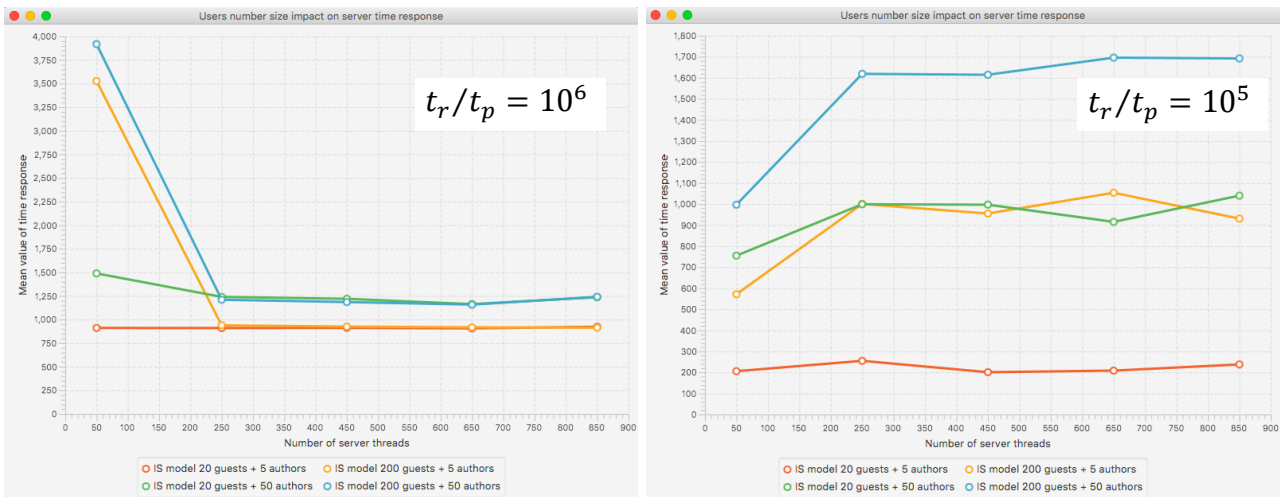 Users number size impact on server time response
4,000
3,750
3,500
3,250
3,000
2,750
2,500
2,250
2,000
1,750
1,500
1,250
1,000
750
500
250
0
Mean value of time response
t_r/t_p = 10^6
0 50 100 150 200 250 300 350 400 450 500 550 600 650 700 750 800 850 900
Number of server threads
IS model 20 guests + 5 authors IS model 200 guests + 5 authors
IS model 20 guests + 50 authors IS model 200 guests + 50 authors
Users number size impact on server time response
1,800
1,700
1,600
1,500
1,400
1,300
1,200
1,100
1,000
900
800
700
600
500
400
300
200
100
0
Mean value of time response
t_r/t_p = 10^5
0 50 100 150 200 250 300 350 400 450 500 550 600 650 700 750 800 850 900
Number of server threads
IS model 20 guests + 5 authors IS model 200 guests + 5 authors
IS model 20 guests + 50 authors IS model 200 guests + 50 authors